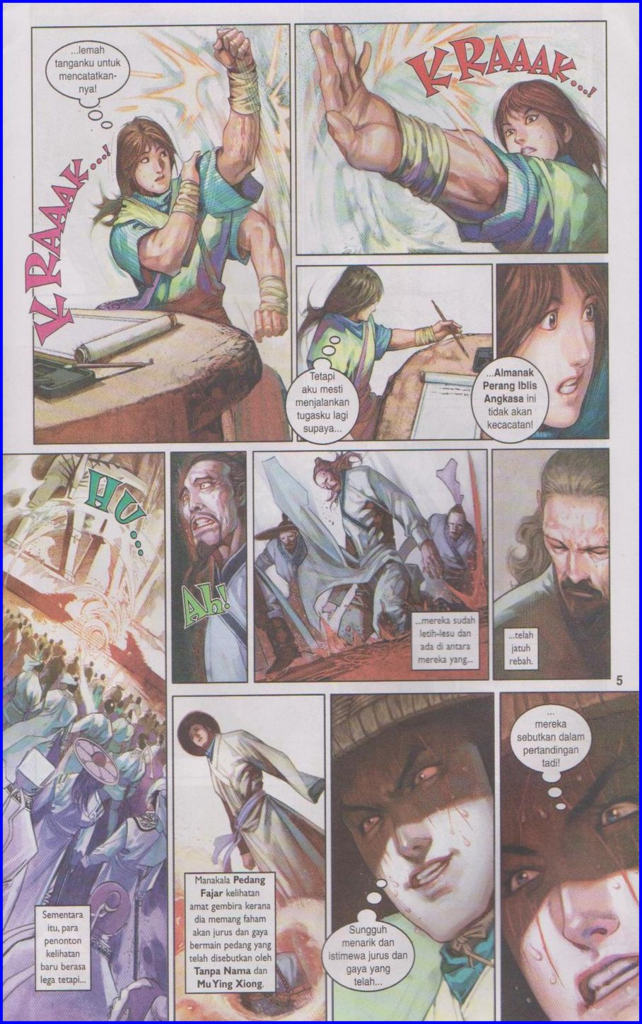 ...lemah
tanganku untuk
mencatatkan-
nya!
KRAAAK...!
KRAAAK...!
Tetapi
aku mesti
menjalankan
tugasku lagi
supaya...
...Almanak
Perang Iblis
Angkasa ini
tidak akan
kecacatan!
HU...
Ah!
...mereka sudah
letih-lesu dan
ada di antara
mereka yang...
...telah
jatuh
rebah.
5
Sementara
itu, para
penonton
kelihatan
baru berasa
lega tetapi...
Manakala Pedang
Fajar kelihatan
amat gembira kerana
dia memang faham
akan jurus dan gaya
bermain pedang yang
telah disebutkan oleh
Tanpa Nama dan
Mu Ying Xiong.
Sungguh
menarik dan
istimewa jurus dan
gaya yang
telah...
...
mereka
sebutkan dalam
pertandingan
tadi!